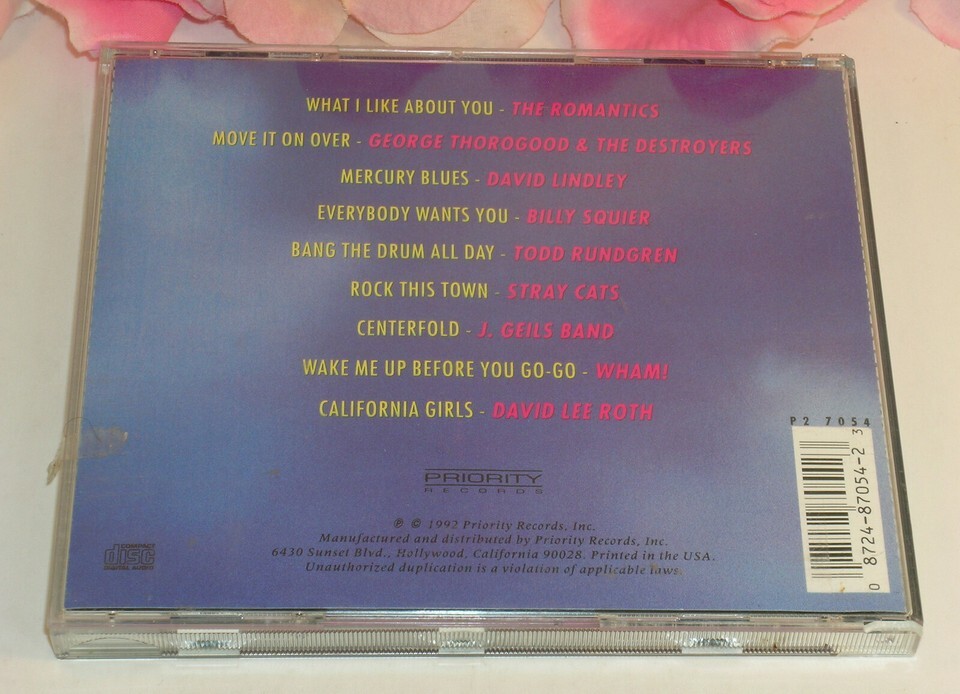 WHAT I LIKE ABOUT YOU - THE ROMANTICS
MOVE IT ON OVER - GEORGE THOROGOOD & THE DESTROYERS
MERCURY BLUES - DAVID LINDLEY
EVERYBODY WANTS YOU - BILLY SQUIER
BANG THE DRUM ALL DAY - TODD RUNDGREN
ROCK THIS TOWN - STRAY CATS
CENTERFOLD - J. GEILS BAND
WAKE ME UP BEFORE YOU GO-GO - WHAM!
CALIFORNIA GIRLS - DAVID LEE ROTH
P2 7054
0 8724-87054-2 3
PRIORITY
RECORDS
℗ © 1992 Priority Records, Inc.
Manufactured and distributed by Priority Records, Inc.
6430 Sunset Blvd., Hollywood, California 90028. Printed in the USA.
Unauthorized duplication is a violation of applicable laws.
COMPACT
disc
DIGITAL AUDIO